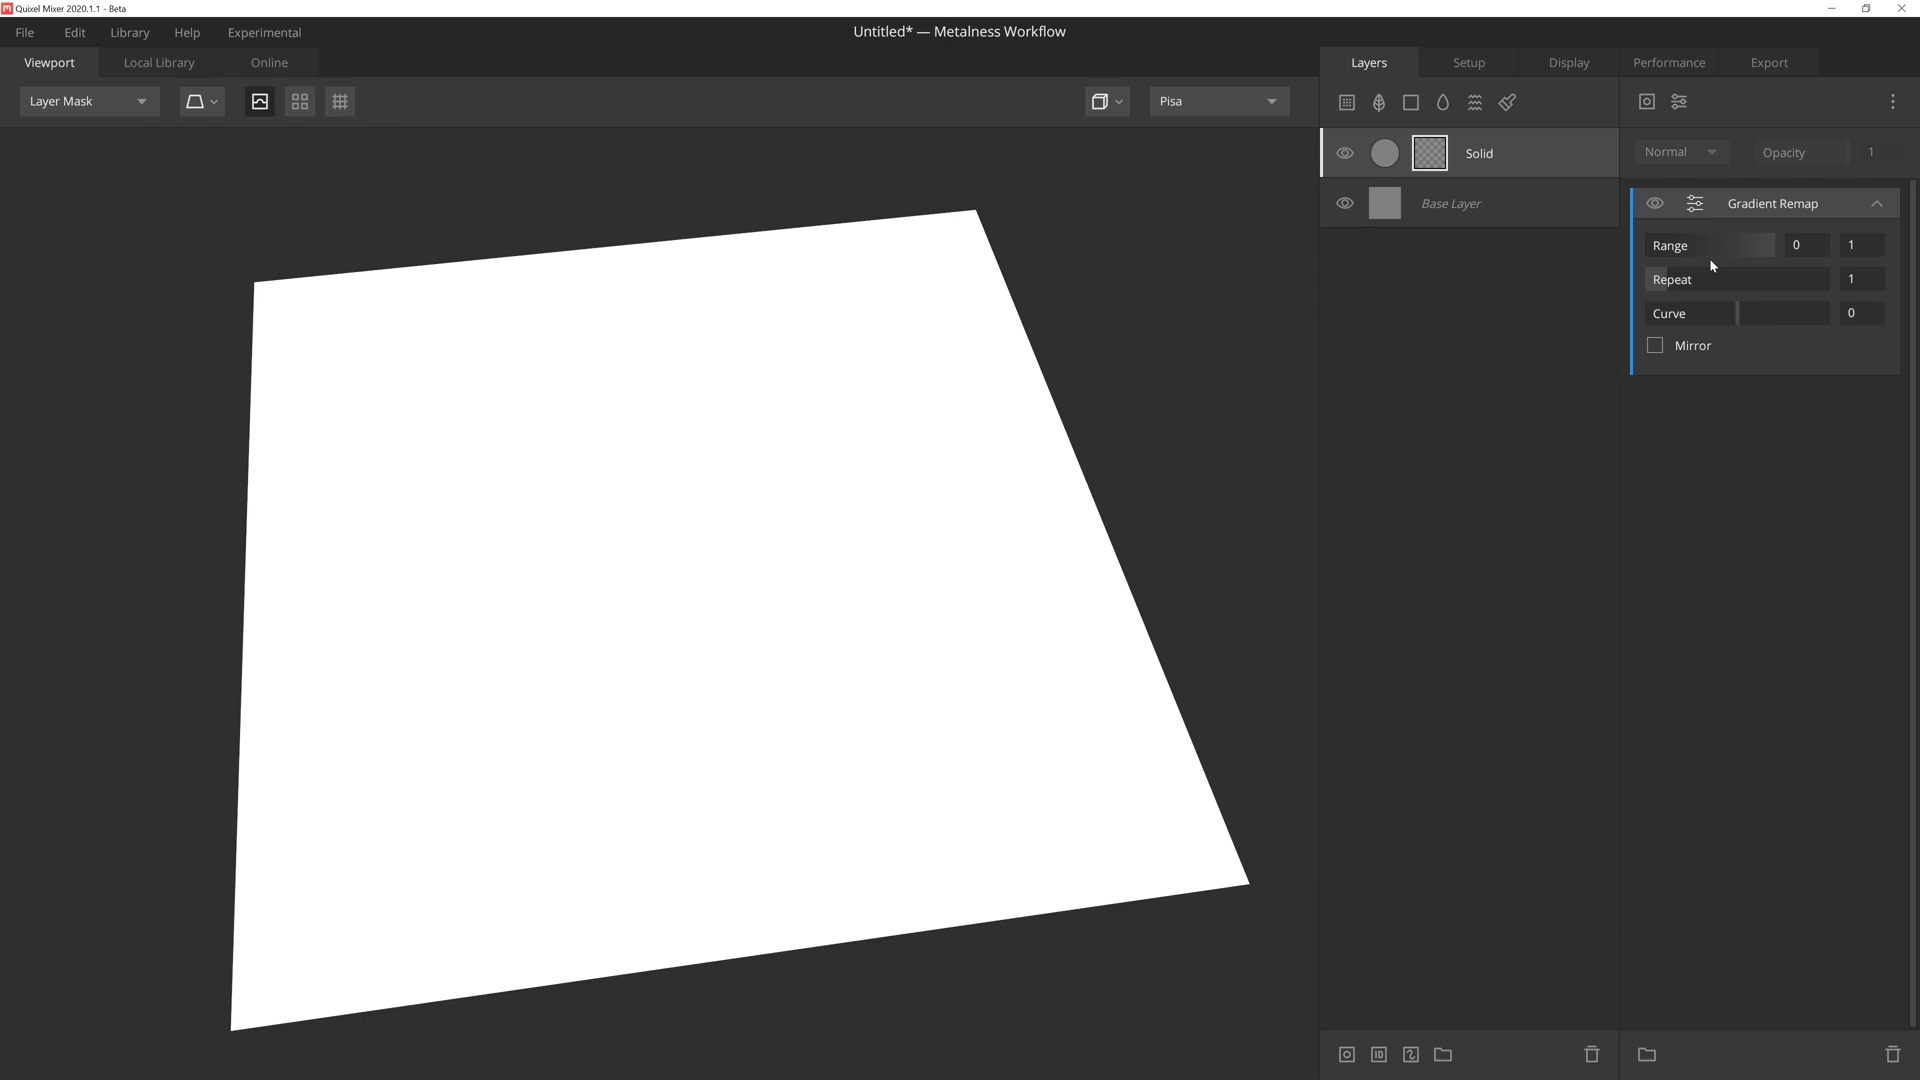 Quixel Mixer 2020.1.1 - Beta
File Edit Library Help Experimental
Untitled* — Metalness Workflow
Viewport Local Library Online
Layers Setup Display Performance Export
Layer Mask
Pisa
Solid
Normal Opacity 1
Base Layer
Gradient Remap
Range 0 1
Repeat 1
Curve 0
Mirror
ID